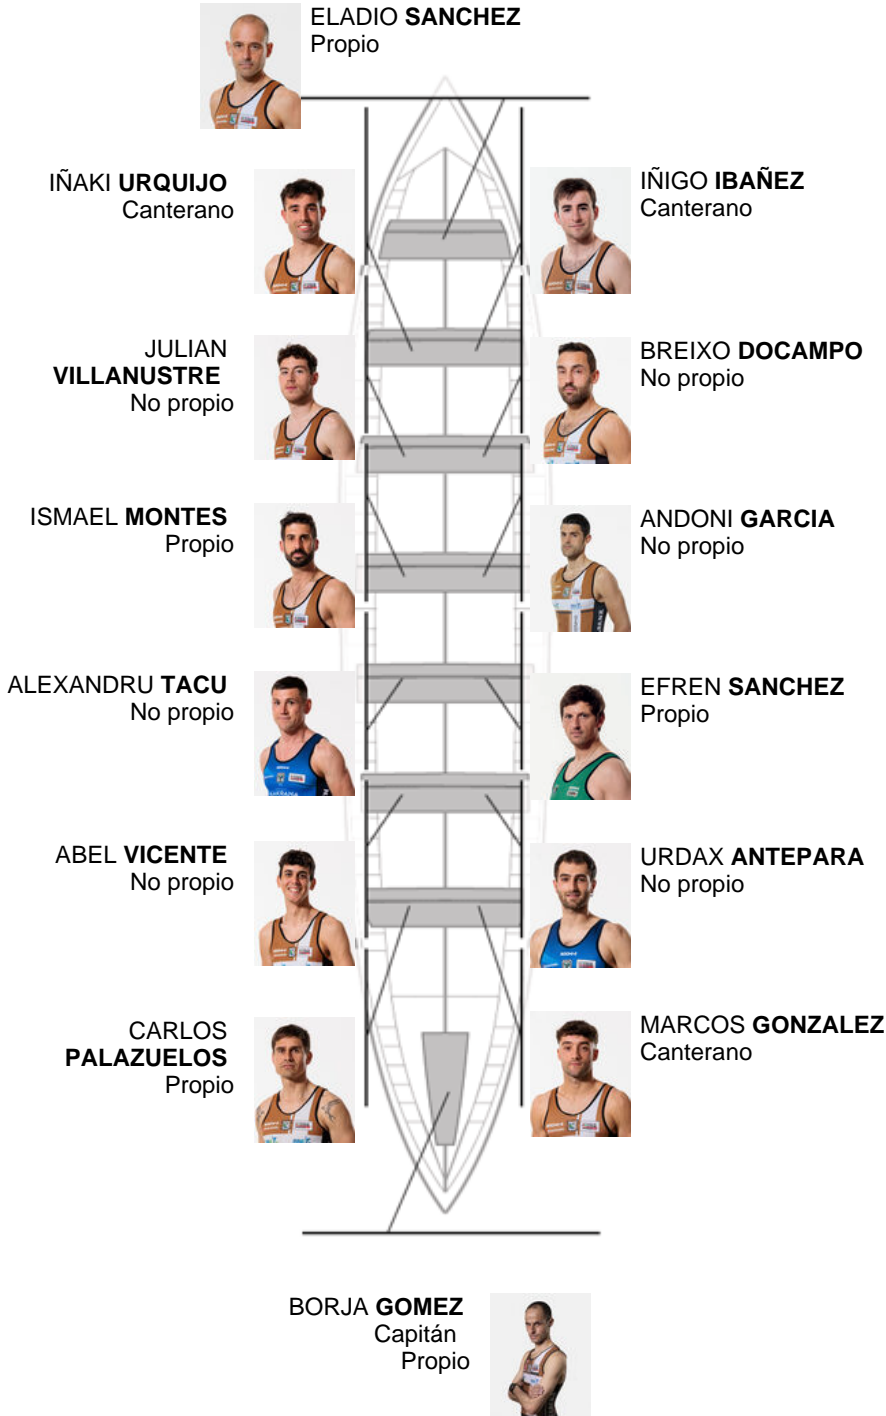 ELADIO SANCHEZ
Propio
IÑAKI URQUIJO
Canterano
IÑIGO IBAÑEZ
Canterano
JULIAN
VILLANUSTRE
No propio
BREIXO DOCAMPO
No propio
ISMAEL MONTES
Propio
ANDONI GARCIA
No propio
ALEXANDRU TACU
No propio
EFREN SANCHEZ
Propio
ABEL VICENTE
No propio
URDAX ANTEPARA
No propio
CARLOS
PALAZUELOS
Propio
MARCOS GONZALEZ
Canterano
BORJA GOMEZ
Capitán
Propio